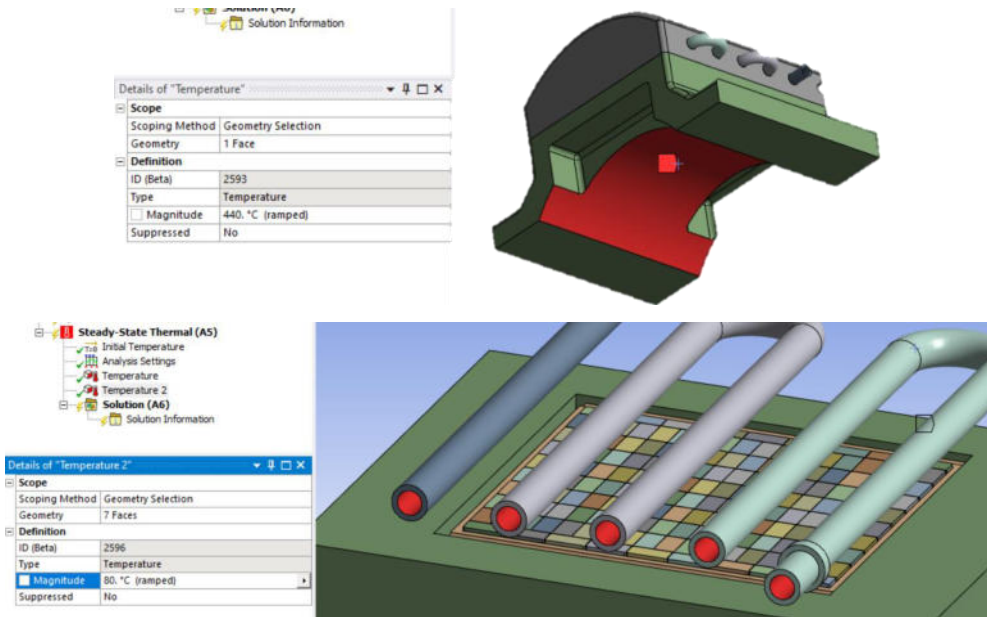 Solution (A6)
Solution Information
Details of "Temperature"
Scope
Scoping Method Geometry Selection
Geometry 1 Face
Definition
ID (Beta) 2593
Type Temperature
Magnitude 440. °C (ramped)
Suppressed No
Steady-State Thermal (A5)
T=0 Initial Temperature
Analysis Settings
Temperature
Temperature 2
Solution (A6)
Solution Information
Details of "Temperature 2"
Scope
Scoping Method Geometry Selection
Geometry 7 Faces
Definition
ID (Beta) 2596
Type Temperature
Magnitude 80. °C (ramped)
Suppressed No